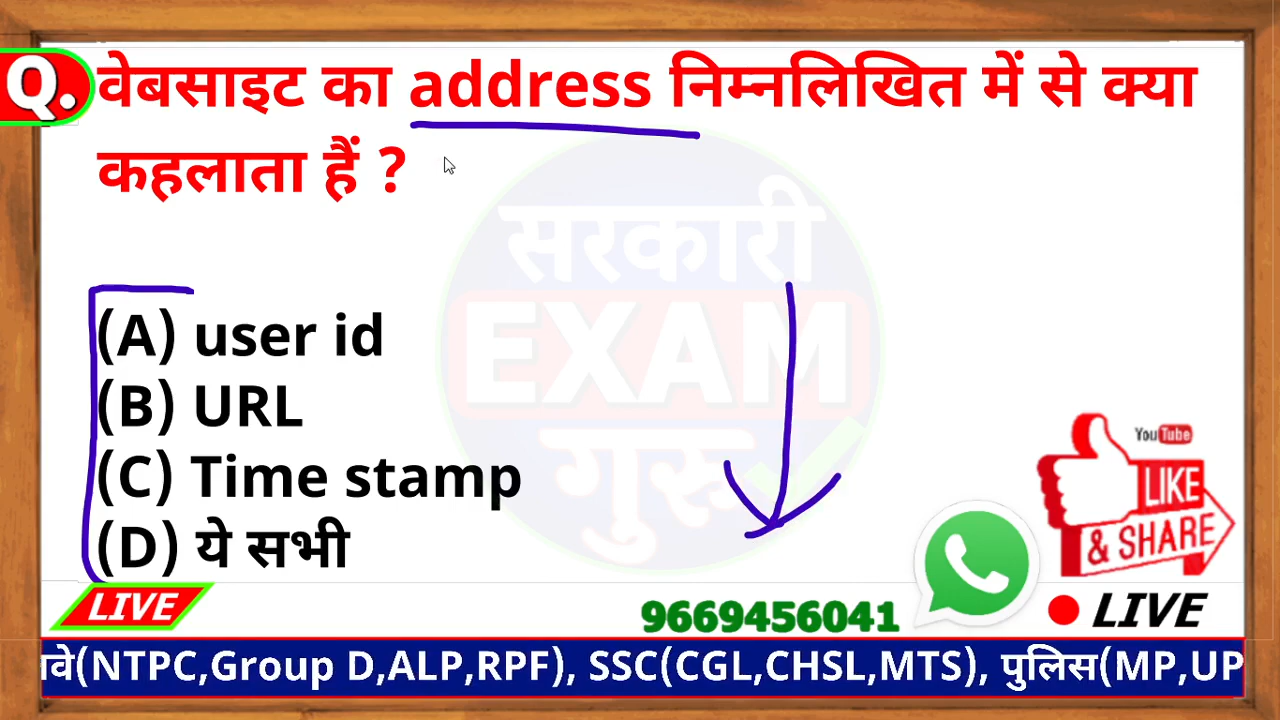 Q. वेबसाइट का address निम्नलिखित में से क्या
कहलाता हैं ?
सरकारी
EXAM
गुरू
(A) user id
(B) URL
(C) Time stamp
(D) ये सभी
YouTube
LIKE
& SHARE
LIVE
9669456041
LIVE
वे(NTPC,Group D,ALP,RPF), SSC(CGL,CHSL,MTS), पुलिस(MP,UP